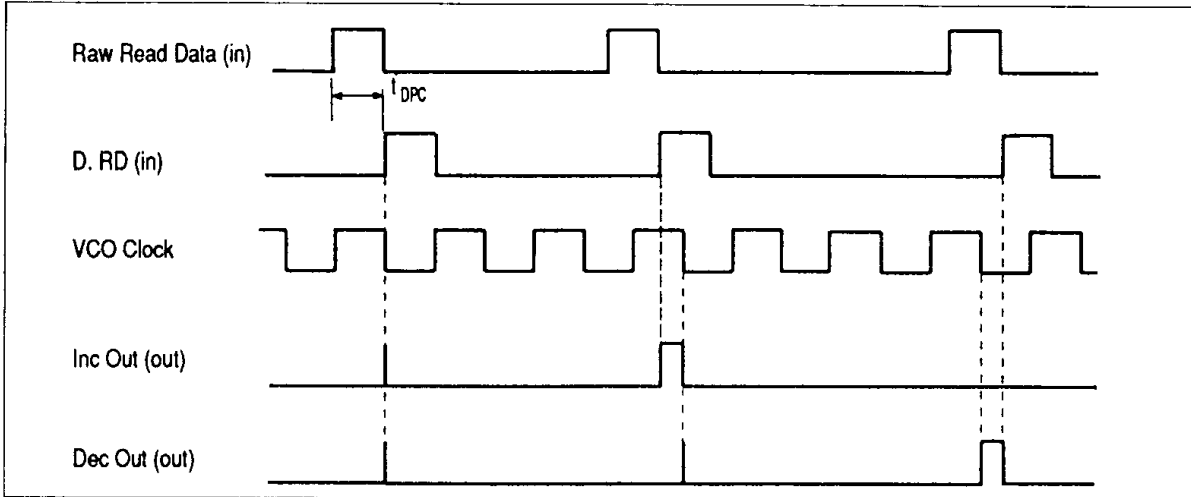 Raw Read Data (in)
t DPC
D. RD (in)
VCO Clock
Inc Out (out)
Dec Out (out)